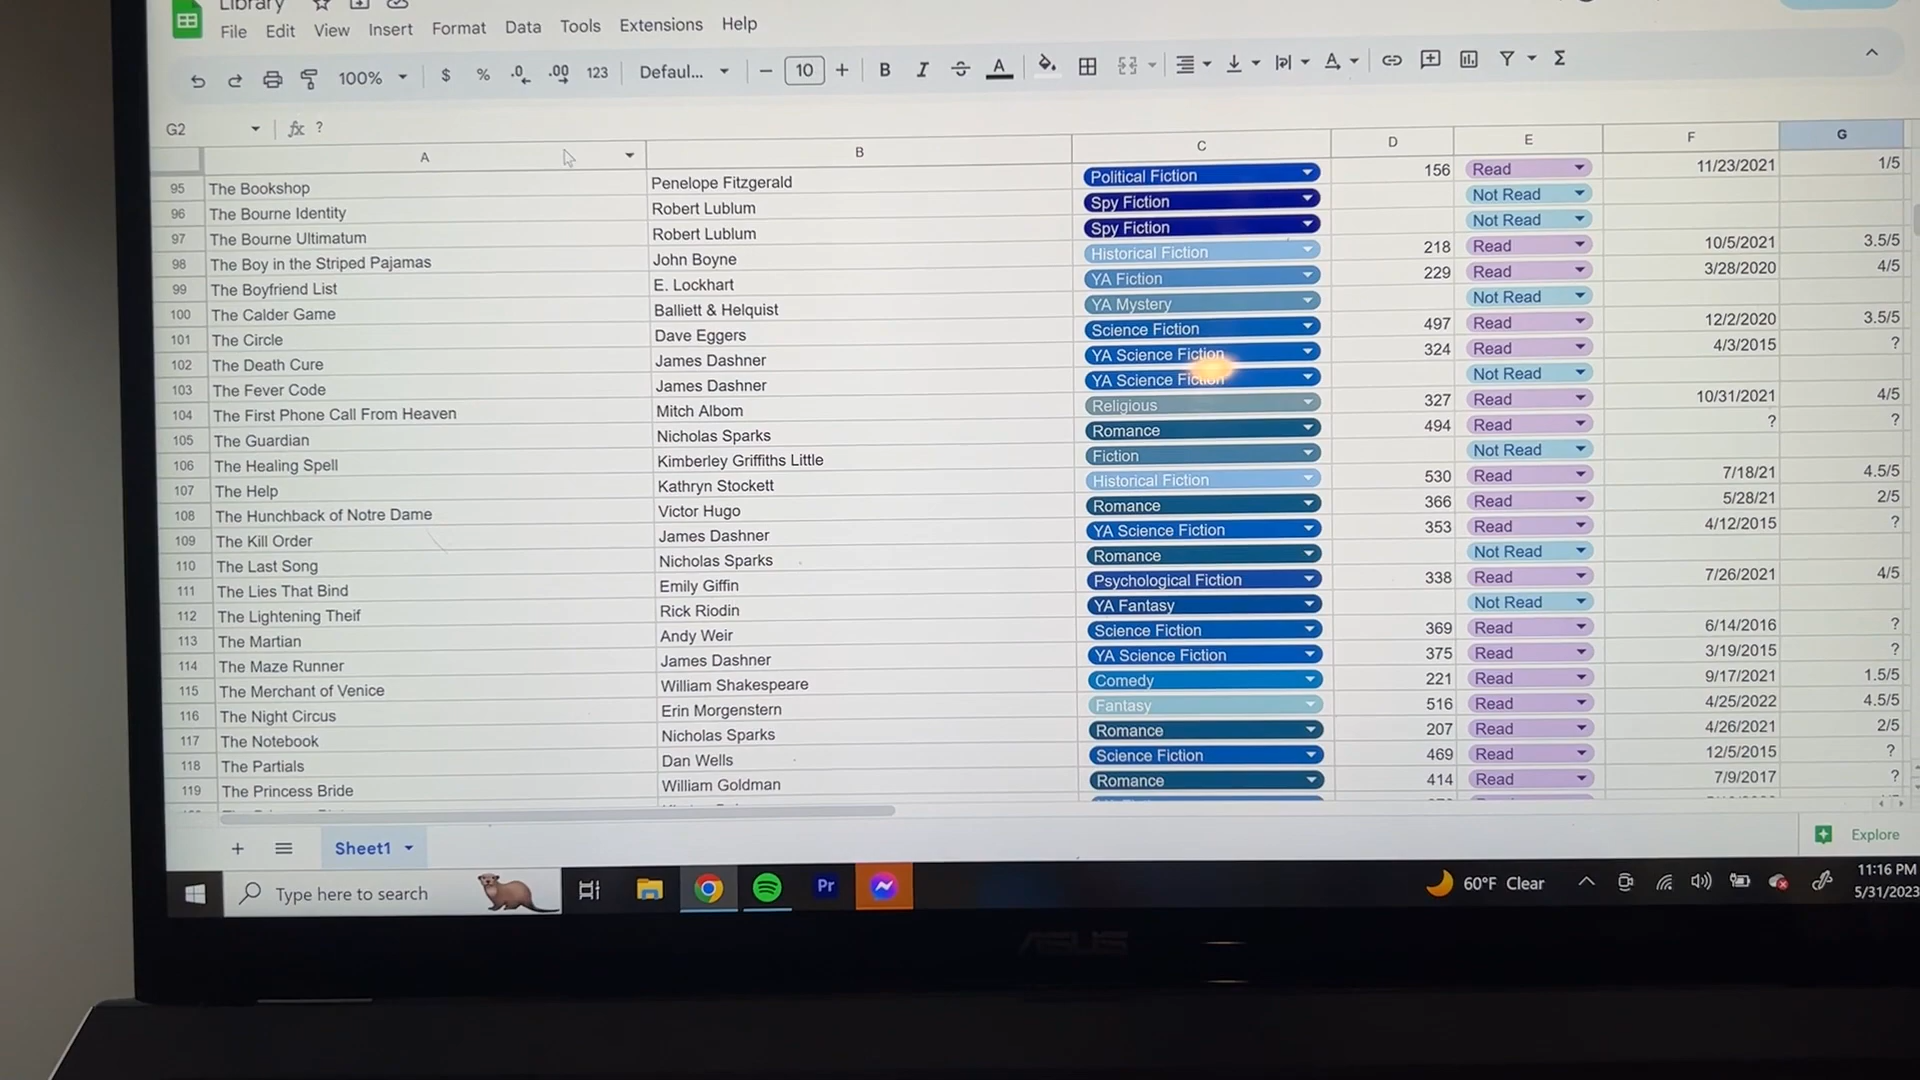 Library
File Edit View Insert Format Data Tools Extensions Help
100% $ % .0 .00 123 Defaul... − 10 + B I S A Σ
G2 fx ?
A B C D E F G
95 The Bookshop Penelope Fitzgerald Political Fiction 156 Read 11/23/2021 1/5
96 The Bourne Identity Robert Lublum Spy Fiction Not Read
97 The Bourne Ultimatum Robert Lublum Spy Fiction Not Read
98 The Boy in the Striped Pajamas John Boyne Historical Fiction 218 Read 10/5/2021 3.5/5
99 The Boyfriend List E. Lockhart YA Fiction 229 Read 3/28/2020 4/5
100 The Calder Game Balliett & Helquist YA Mystery Not Read
101 The Circle Dave Eggers Science Fiction 497 Read 12/2/2020 3.5/5
102 The Death Cure James Dashner YA Science Fiction 324 Read 4/3/2015 ?
103 The Fever Code James Dashner YA Science Fiction Not Read
104 The First Phone Call From Heaven Mitch Albom Religious 327 Read 10/31/2021 4/5
105 The Guardian Nicholas Sparks Romance 494 Read ? ?
106 The Healing Spell Kimberley Griffiths Little Fiction Not Read
107 The Help Kathryn Stockett Historical Fiction 530 Read 7/18/21 4.5/5
108 The Hunchback of Notre Dame Victor Hugo Romance 366 Read 5/28/21 2/5
109 The Kill Order James Dashner YA Science Fiction 353 Read 4/12/2015 ?
110 The Last Song Nicholas Sparks Romance Not Read
111 The Lies That Bind Emily Giffin Psychological Fiction 338 Read 7/26/2021 4/5
112 The Lightening Theif Rick Riodin YA Fantasy Not Read
113 The Martian Andy Weir Science Fiction 369 Read 6/14/2016 ?
114 The Maze Runner James Dashner YA Science Fiction 375 Read 3/19/2015 ?
115 The Merchant of Venice William Shakespeare Comedy 221 Read 9/17/2021 1.5/5
116 The Night Circus Erin Morgenstern Fantasy 516 Read 4/25/2022 4.5/5
117 The Notebook Nicholas Sparks Romance 207 Read 4/26/2021 2/5
118 The Partials Dan Wells Science Fiction 469 Read 12/5/2015 ?
119 The Princess Bride William Goldman Romance 414 Read 7/9/2017 ?
+ Sheet1 Explore
Type here to search Pr 60°F Clear 11:16 PM
5/31/2023
ASUS